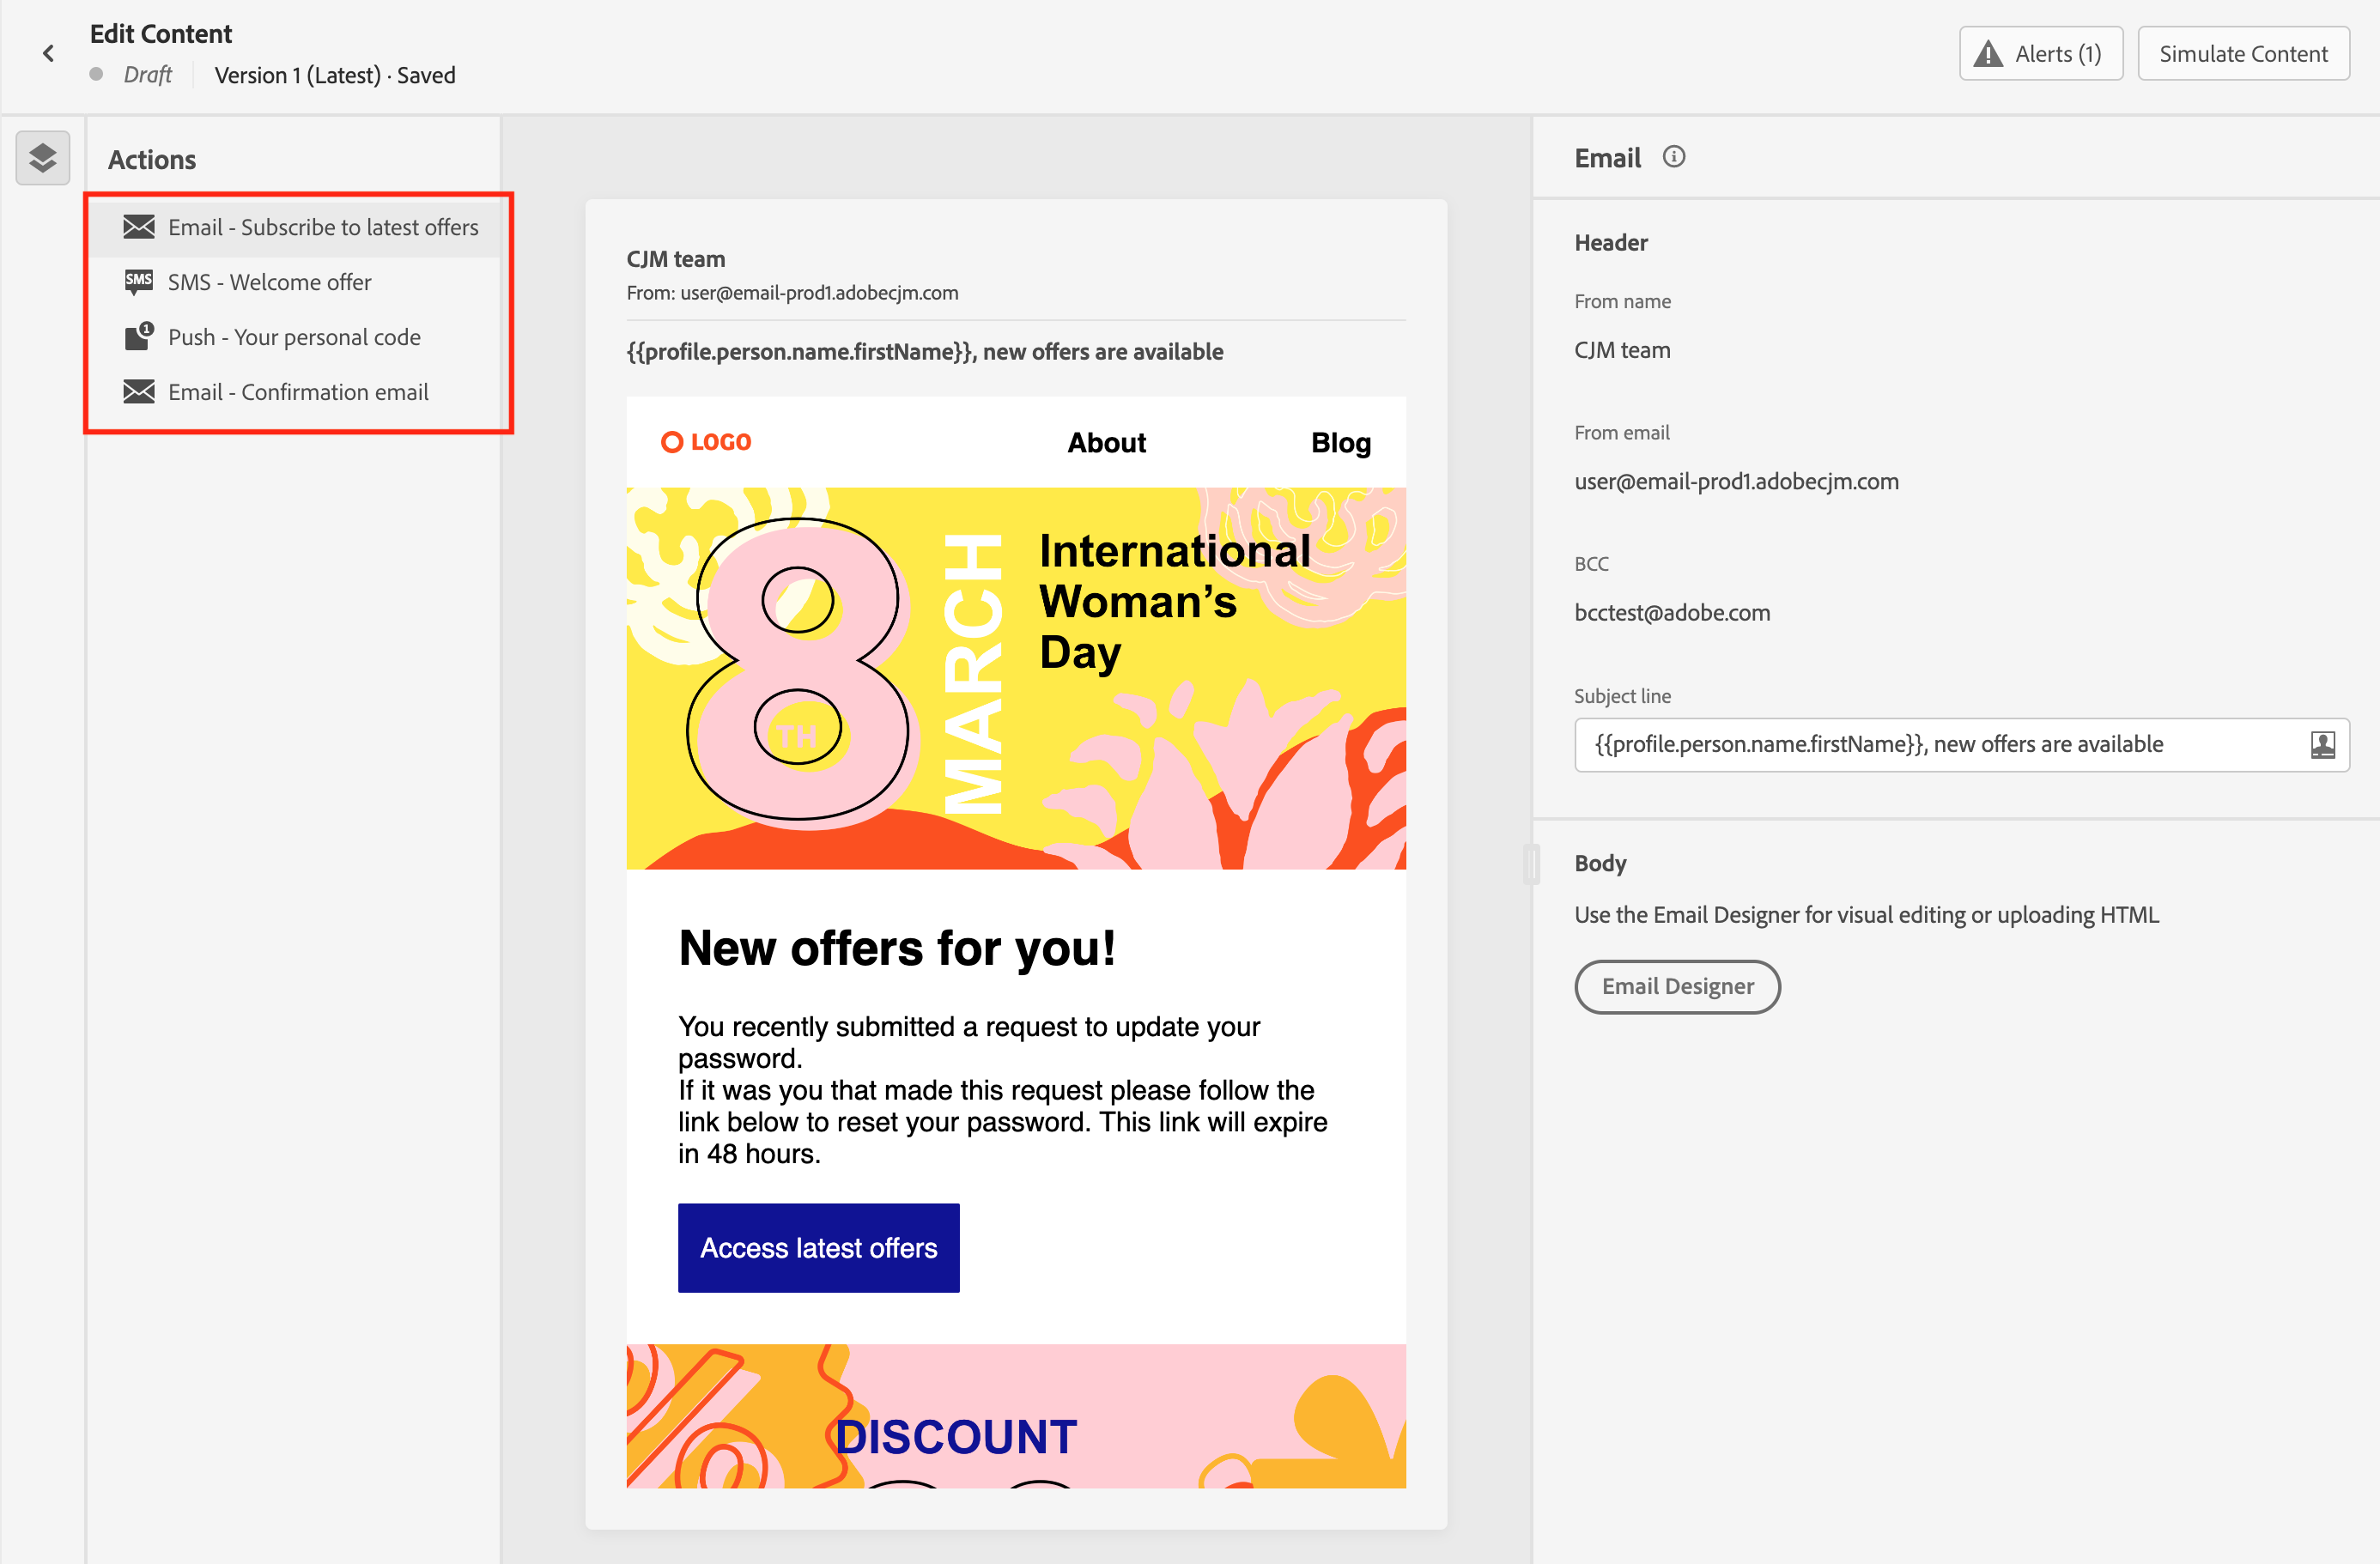 Edit Content
Draft Version 1 (Latest) · Saved
Alerts (1)
Simulate Content
Actions
Email - Subscribe to latest offers
SMS
SMS - Welcome offer
1
Push - Your personal code
Email - Confirmation email
CJM team
From: user@email-prod1.adobecjm.com
{{profile.person.name.firstName}}, new offers are available
LOGO
About
Blog
8
TH
MARCH
International
Woman’s
Day
New offers for you!
You recently submitted a request to update your
password.
If it was you that made this request please follow the
link below to reset your password. This link will expire
in 48 hours.
Access latest offers
%
DISCOUNT
Email
Header
From name
CJM team
From email
user@email-prod1.adobecjm.com
BCC
bcctest@adobe.com
Subject line
{{profile.person.name.firstName}}, new offers are available
Body
Use the Email Designer for visual editing or uploading HTML
Email Designer